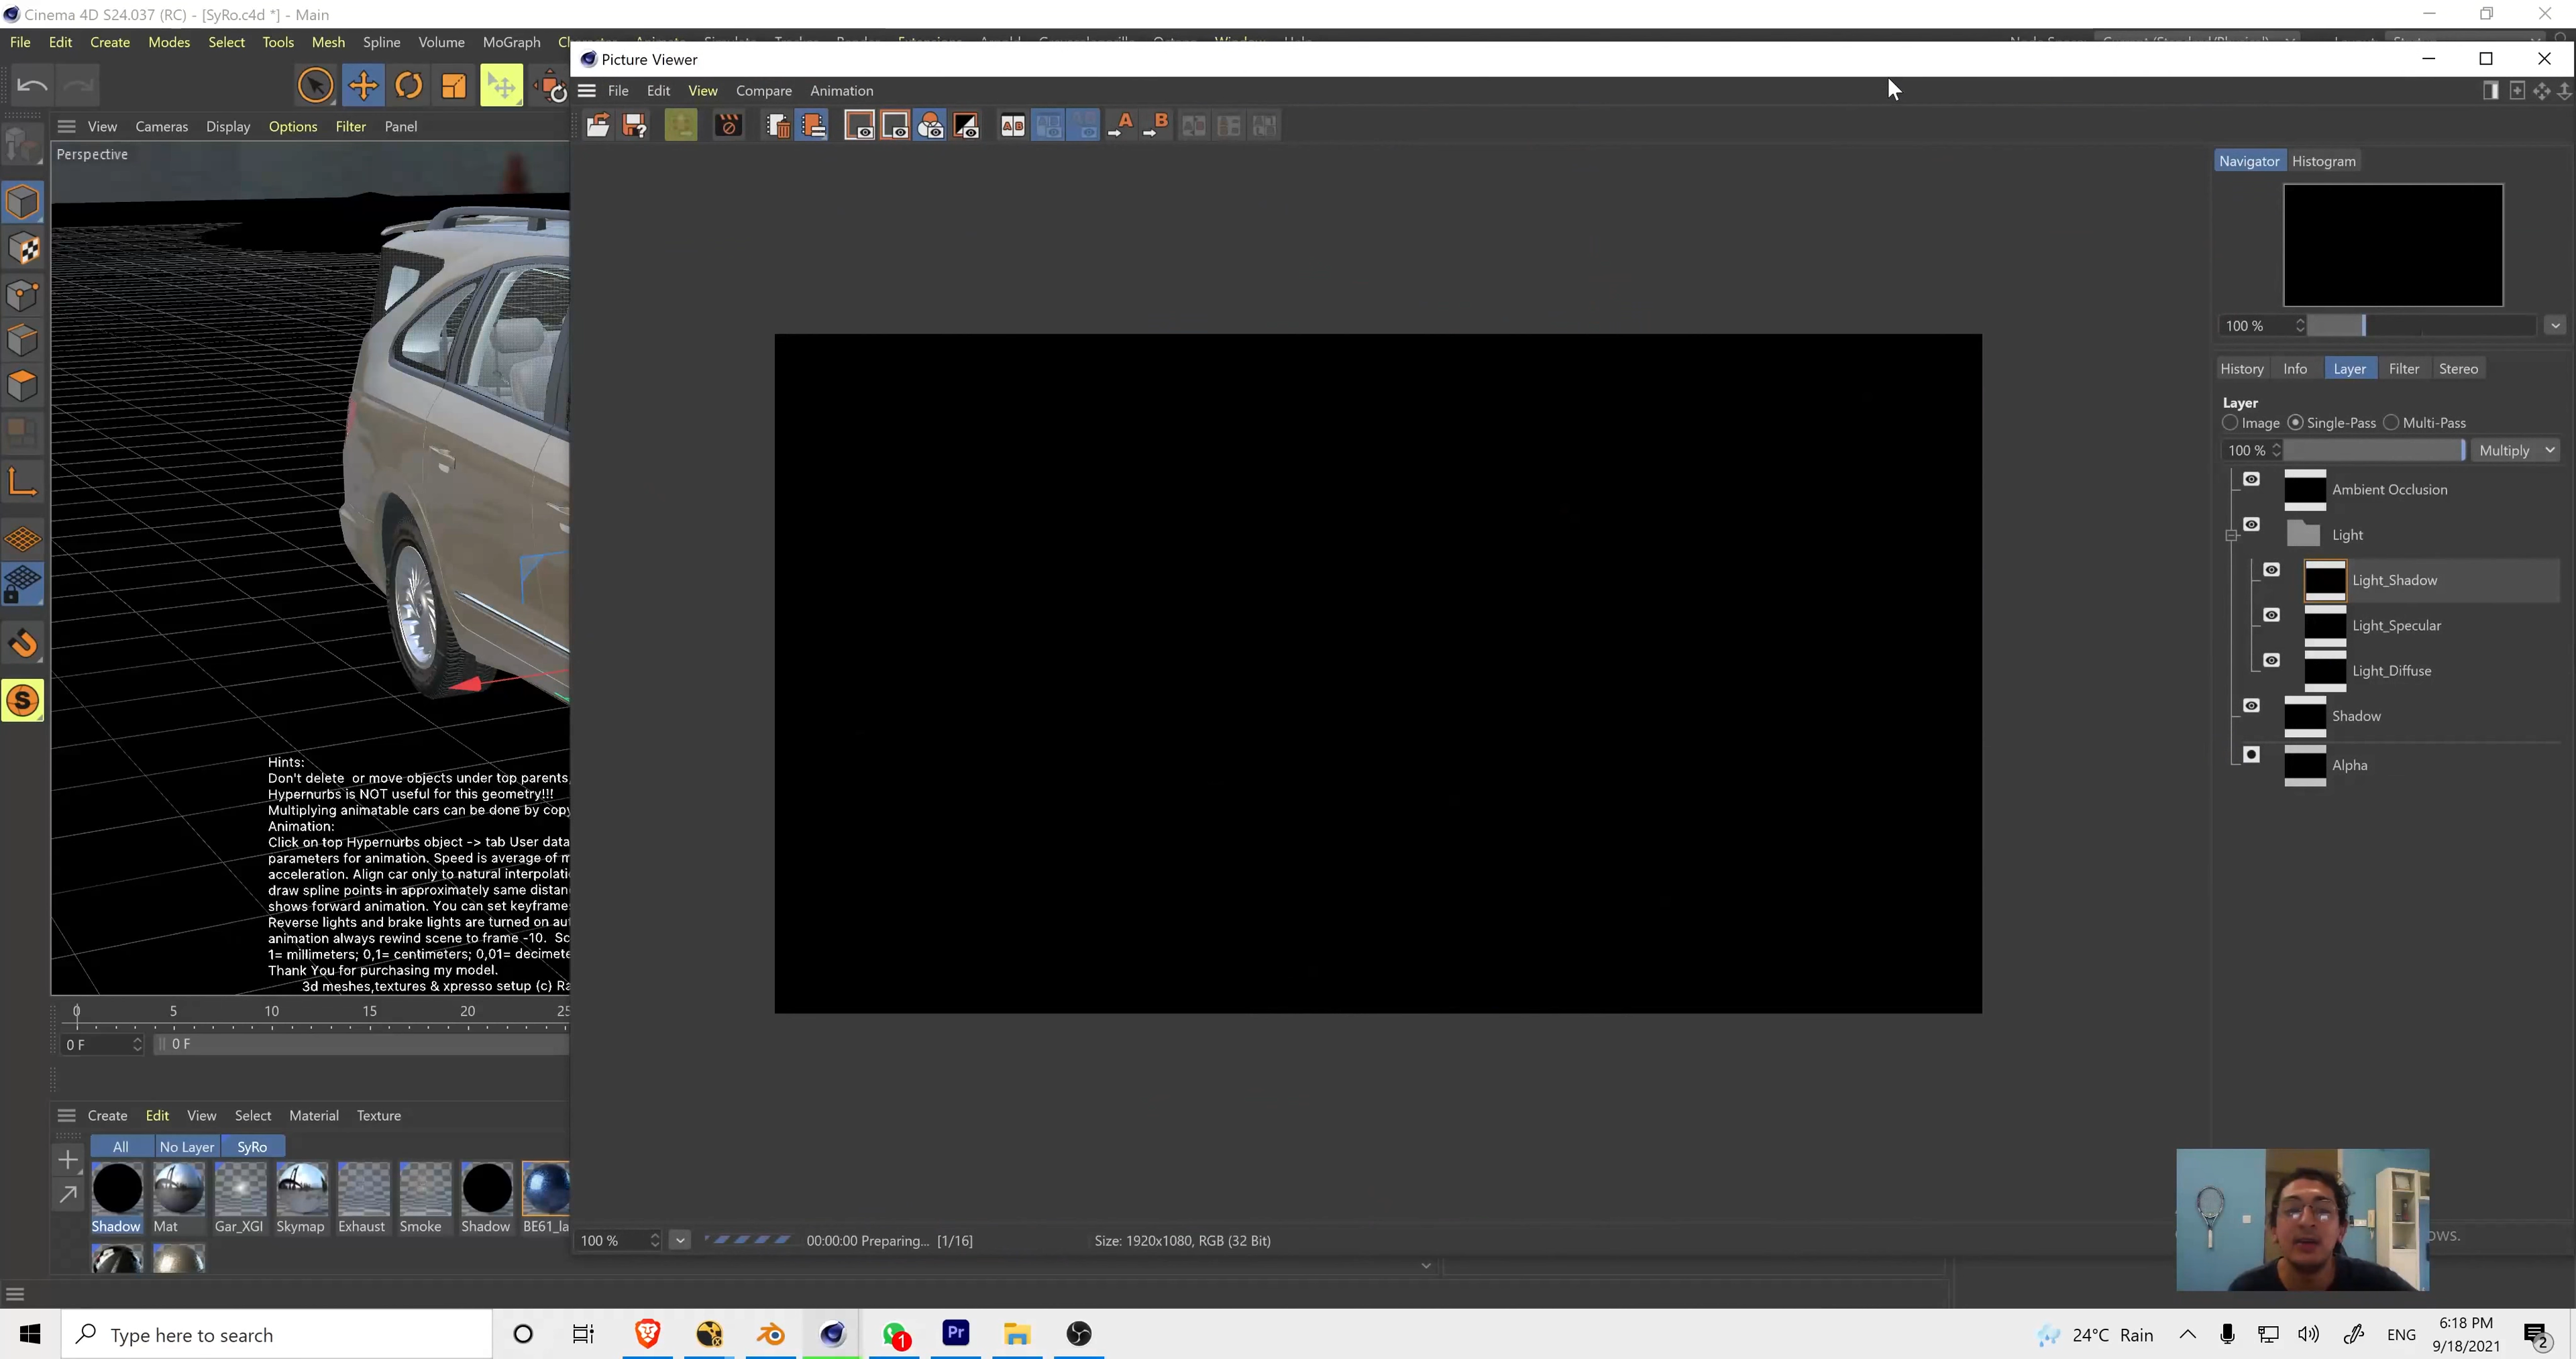 Cinema 4D S24.037 (RC) - [SyRo.c4d *] - Main
File Edit Create Modes Select Tools Mesh Spline Volume MoGraph
Picture Viewer
File Edit View Compare Animation
View Cameras Display Options Filter Panel
Perspective
Navigator Histogram
100 %
History Info Layer Filter Stereo
Layer
Image Single-Pass Multi-Pass
100 % Multiply
Ambient Occlusion
Light
Light_Shadow
Light_Specular
Light_Diffuse
Shadow
Alpha
Hints:
Don't delete or move objects under top parents,
Hypernurbs is NOT useful for this geometry!!!
Multiplying animatable cars can be done by copy
Animation:
Click on top Hypernurbs object -> tab User data
parameters for animation. Speed is average of m
acceleration. Align car only to natural interpolati
draw spline points in approximately same distan
shows forward animation. You can set keyframe
Reverse lights and brake lights are turned on au
animation always rewind scene to frame -10. Sc
1= millimeters; 0,1= centimeters; 0,01= decimete
Thank You for purchasing my model.
3d meshes,textures & xpresso setup (c) Ra
0 5 10 15 20 25
0 F 0 F
Create Edit View Select Material Texture
All No Layer SyRo
Shadow Mat Gar_XGI Skymap Exhaust Smoke Shadow BE61_la
100 % 00:00:00 Preparing... [1/16] Size: 1920x1080, RGB (32 Bit)
ows.
Type here to search
Pr
1
24°C Rain
ENG
6:18 PM
9/18/2021
2